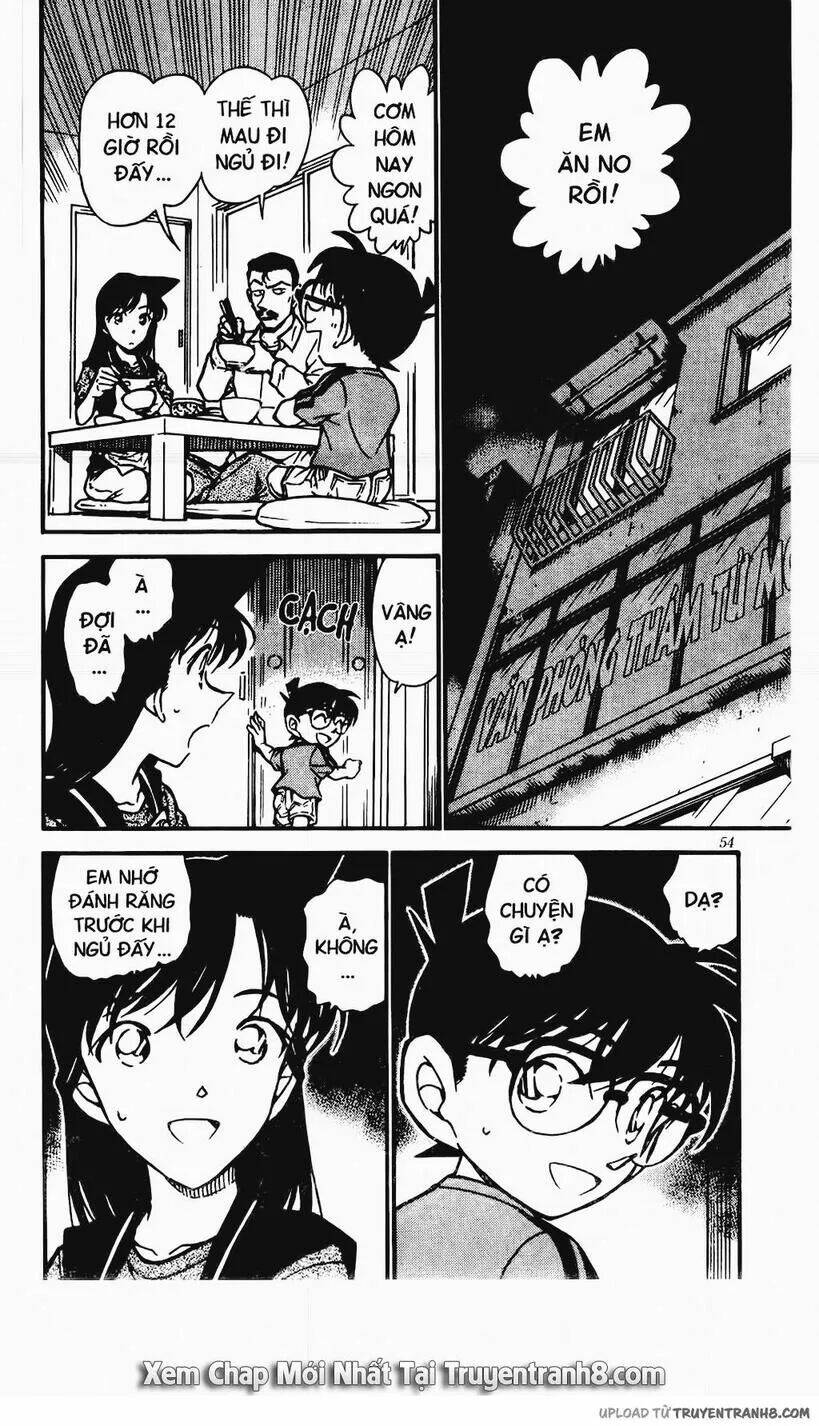 EM
ĂN NO
RỒI!
VĂN PHÒNG THÁM TỬ MO
CƠM
HÔM
NAY
NGON
QUÁ!
THẾ THÌ
MAU ĐI
NGỦ ĐI!
HƠN 12
GIỜ RỒI
ĐẤY...
VÂNG
Ạ!
CẠCH
À
...
ĐỢI
ĐÃ
...
54
DẠ?
CÓ
CHUYỆN
GÌ Ạ?
À,
KHÔNG
...
EM NHỚ
ĐÁNH RĂNG
TRƯỚC KHI
NGỦ ĐẤY...
Xem Chap Mới Nhất Tại Truyentranh8.com
UPLOAD TỪ TRUYENTRANH8.COM